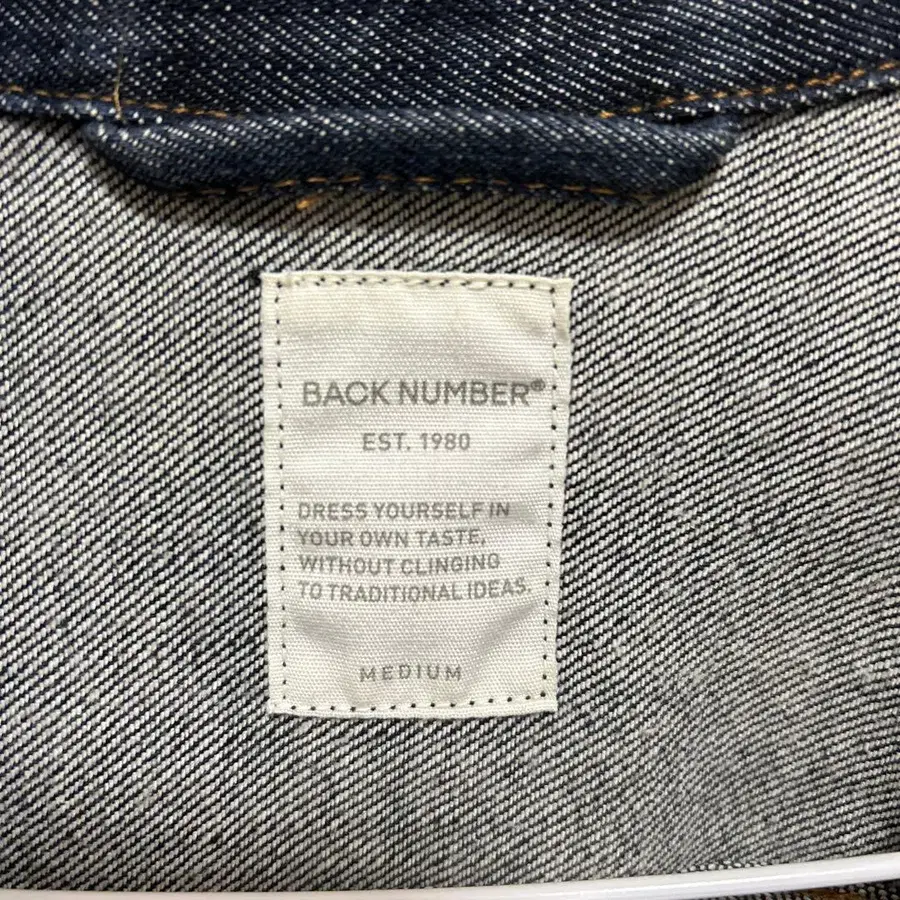 BACK NUMBER®
EST. 1980
DRESS YOURSELF IN
YOUR OWN TASTE,
WITHOUT CLINGING
TO TRADITIONAL IDEAS.
MEDIUM